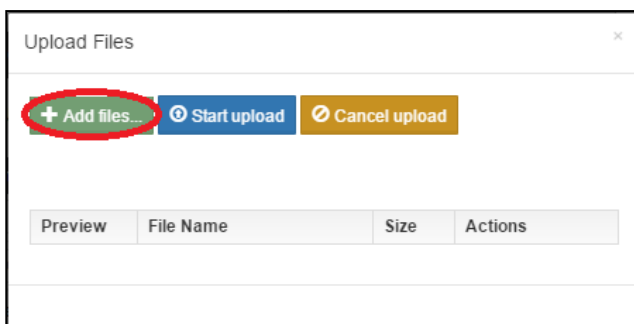 Upload Files ×
+ Add files... Start upload Cancel upload
Preview File Name Size Actions